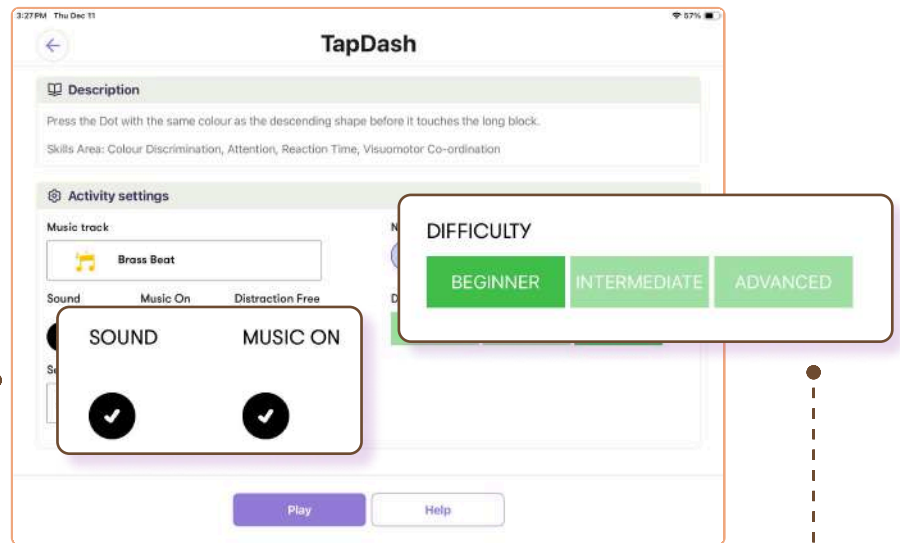 3:27 PM Thu Dec 11
57%
TapDash
Description
Press the Dot with the same colour as the descending shape before it touches the long block.
Skills Area: Colour Discrimination, Attention, Reaction Time, Visuomotor Co-ordination
Activity settings
Music track
Brass Beat
DIFFICULTY
BEGINNER INTERMEDIATE ADVANCED
Sound Music On Distraction Free
SOUND MUSIC ON
Play Help